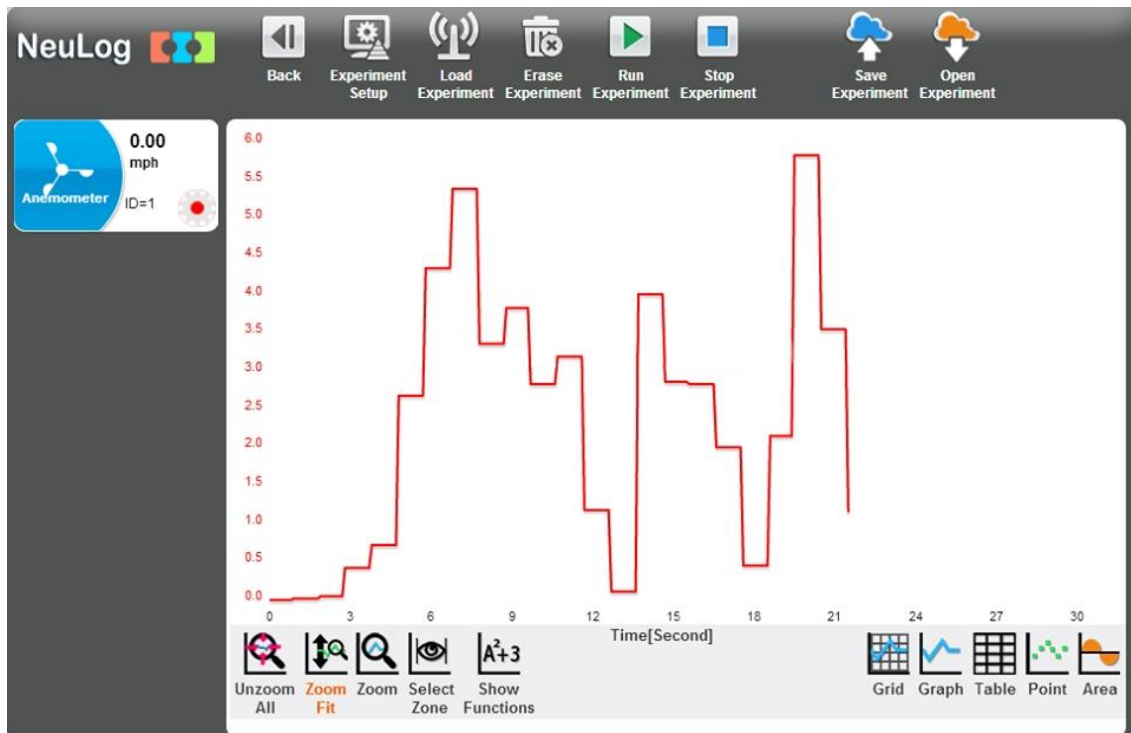 NeuLog
Back
Experiment
Setup
Load
Experiment
Erase
Experiment
Run
Experiment
Stop
Experiment
Save
Experiment
Open
Experiment
Anemometer
0.00
mph
ID=1
6.0
5.5
5.0
4.5
4.0
3.5
3.0
2.5
2.0
1.5
1.0
0.5
0.0
0 3 6 9 12 15 18 21 24 27 30
Time[Second]
A²+3
Unzoom
All
Zoom
Fit
Zoom
Select
Zone
Show
Functions
Grid
Graph
Table
Point
Area